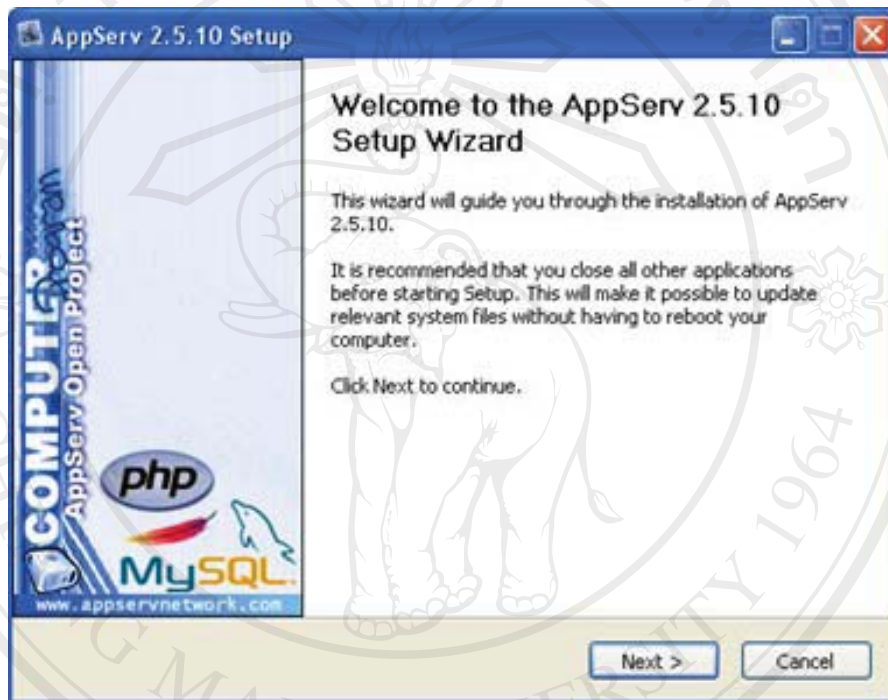 AppServ 2.5.10 Setup
Welcome to the AppServ 2.5.10
Setup Wizard
This wizard will guide you through the installation of AppServ
2.5.10.
It is recommended that you close all other applications
before starting Setup. This will make it possible to update
relevant system files without having to reboot your
computer.
Click Next to continue.
COMPUTER
Program
AppServ Open Project
php
MySQL
www.appservnetwork.com
Next >
Cancel
UNIVERSITY 1964